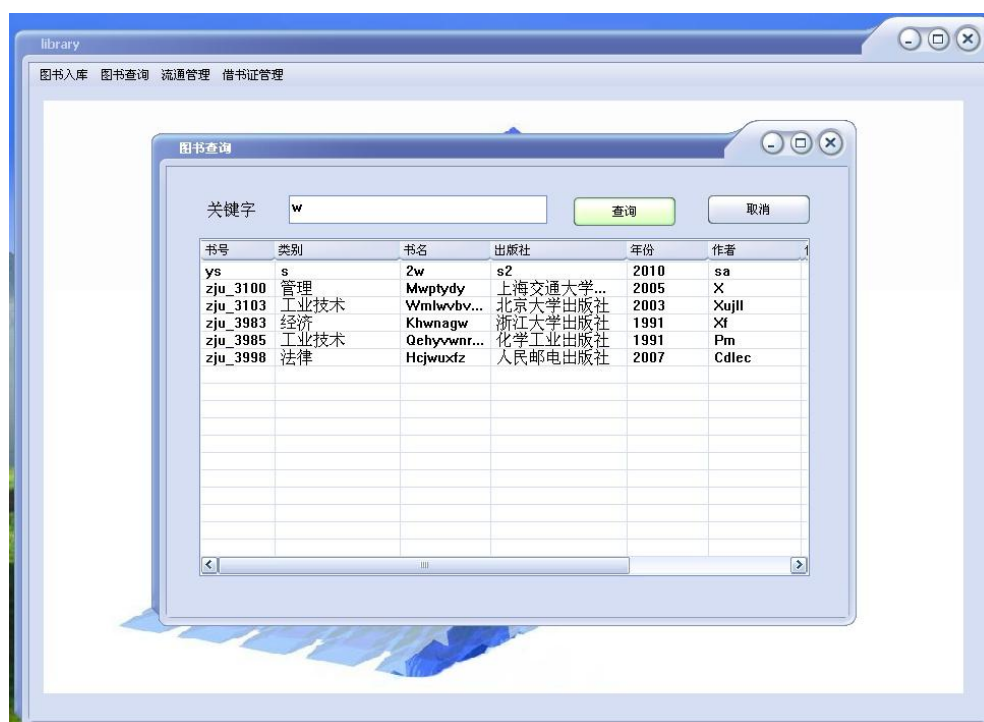 library
图书入库 图书查询 流通管理 借书证管理
图书查询
关键字 w 查询 取消
书号 类别 书名 出版社 年份 作者
ys s 2w s2 2010 sa
zju_3100 管理 Mwptydy 上海交通大学... 2005 X
zju_3103 工业技术 Wmlwvbv... 北京大学出版社 2003 Xujll
zju_3983 经济 Khwnagw 浙江大学出版社 1991 Xf
zju_3985 工业技术 Qehyvwnr... 化学工业出版社 1991 Pm
zju_3998 法律 Hcjwuxfz 人民邮电出版社 2007 Cdlec